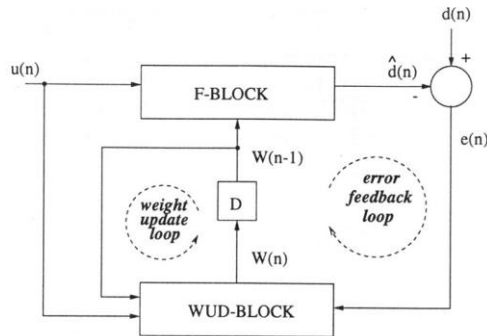 d(n)
u(n)
d̂(n)
+
-
F-BLOCK
e(n)
W(n-1)
error
feedback
loop
weight
update
loop
D
W(n)
WUD-BLOCK